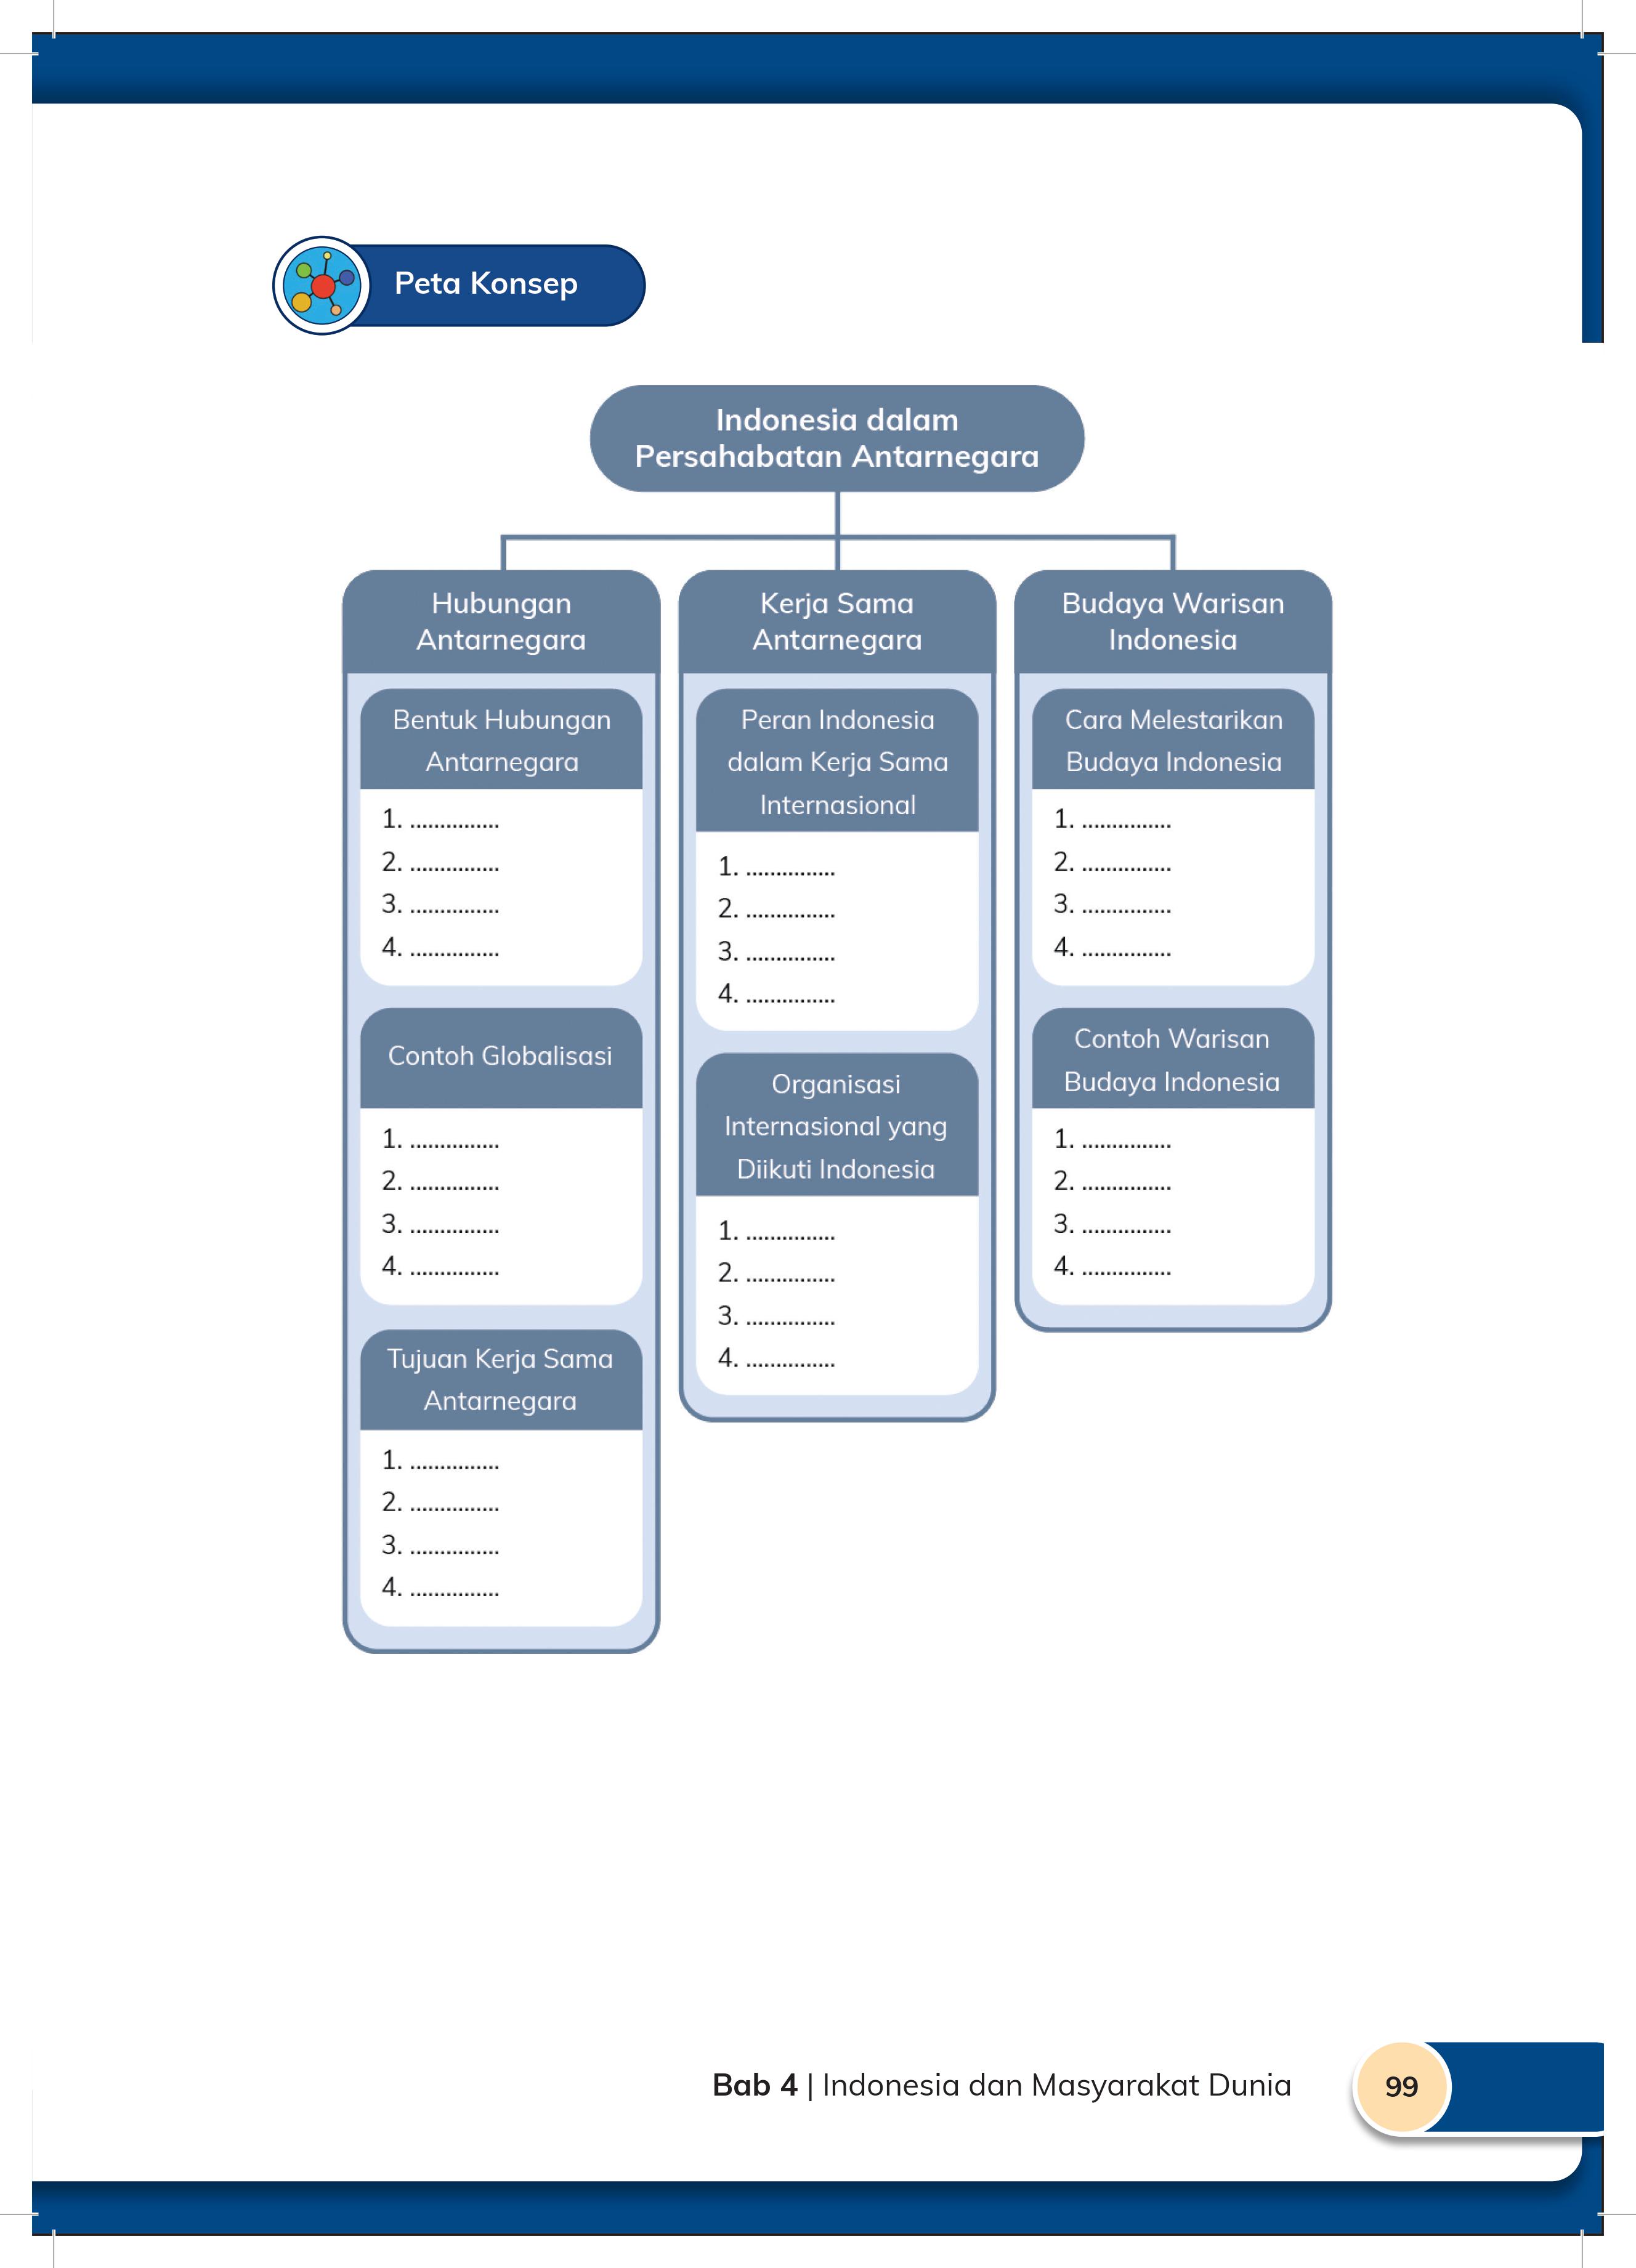 Peta Konsep
Indonesia dalam
Persahabatan Antarnegara
Hubungan
Antarnegara
Bentuk Hubungan
Antarnegara
1. ...............
2. ...............
3. ...............
4. ...............
Contoh Globalisasi
1. ...............
2. ...............
3. ...............
4. ...............
Tujuan Kerja Sama
Antarnegara
1. ...............
2. ...............
3. ...............
4. ...............
Kerja Sama
Antarnegara
Peran Indonesia
dalam Kerja Sama
Internasional
1. ...............
2. ...............
3. ...............
4. ...............
Organisasi
Internasional yang
Diikuti Indonesia
1. ...............
2. ...............
3. ...............
4. ...............
Budaya Warisan
Indonesia
Cara Melestarikan
Budaya Indonesia
1. ...............
2. ...............
3. ...............
4. ...............
Contoh Warisan
Budaya Indonesia
1. ...............
2. ...............
3. ...............
4. ...............
Bab 4 | Indonesia dan Masyarakat Dunia
99